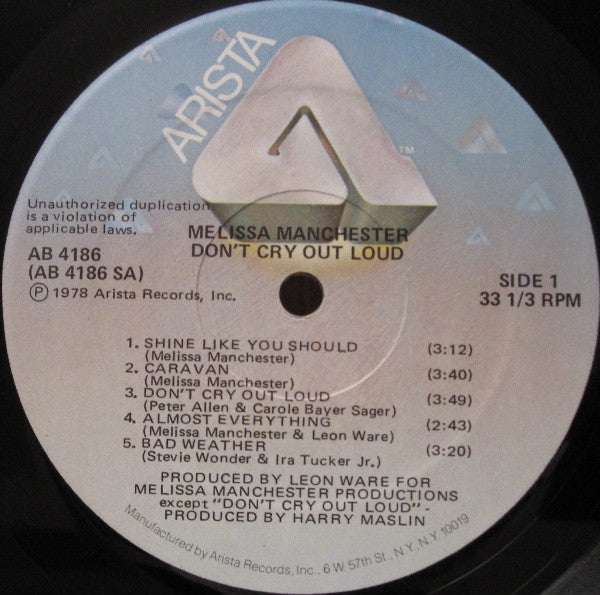 ARISTA
TM
Unauthorized duplication
is a violation of
applicable laws.
MELISSA MANCHESTER
DON'T CRY OUT LOUD
AB 4186
(AB 4186 SA)
Ⓟ 1978 Arista Records, Inc.
SIDE 1
33 1/3 RPM
1. SHINE LIKE YOU SHOULD (3:12)
(Melissa Manchester)
2. CARAVAN (3:40)
(Melissa Manchester)
3. DON'T CRY OUT LOUD (3:49)
(Peter Allen & Carole Bayer Sager)
4. ALMOST EVERYTHING (2:43)
(Melissa Manchester & Leon Ware)
5. BAD WEATHER (3:20)
(Stevie Wonder & Ira Tucker Jr.)
PRODUCED BY LEON WARE FOR
MELISSA MANCHESTER PRODUCTIONS
except "DON'T CRY OUT LOUD" -
PRODUCED BY HARRY MASLIN
Manufactured by Arista Records, Inc., 6 W. 57th St., N.Y. N.Y. 10019